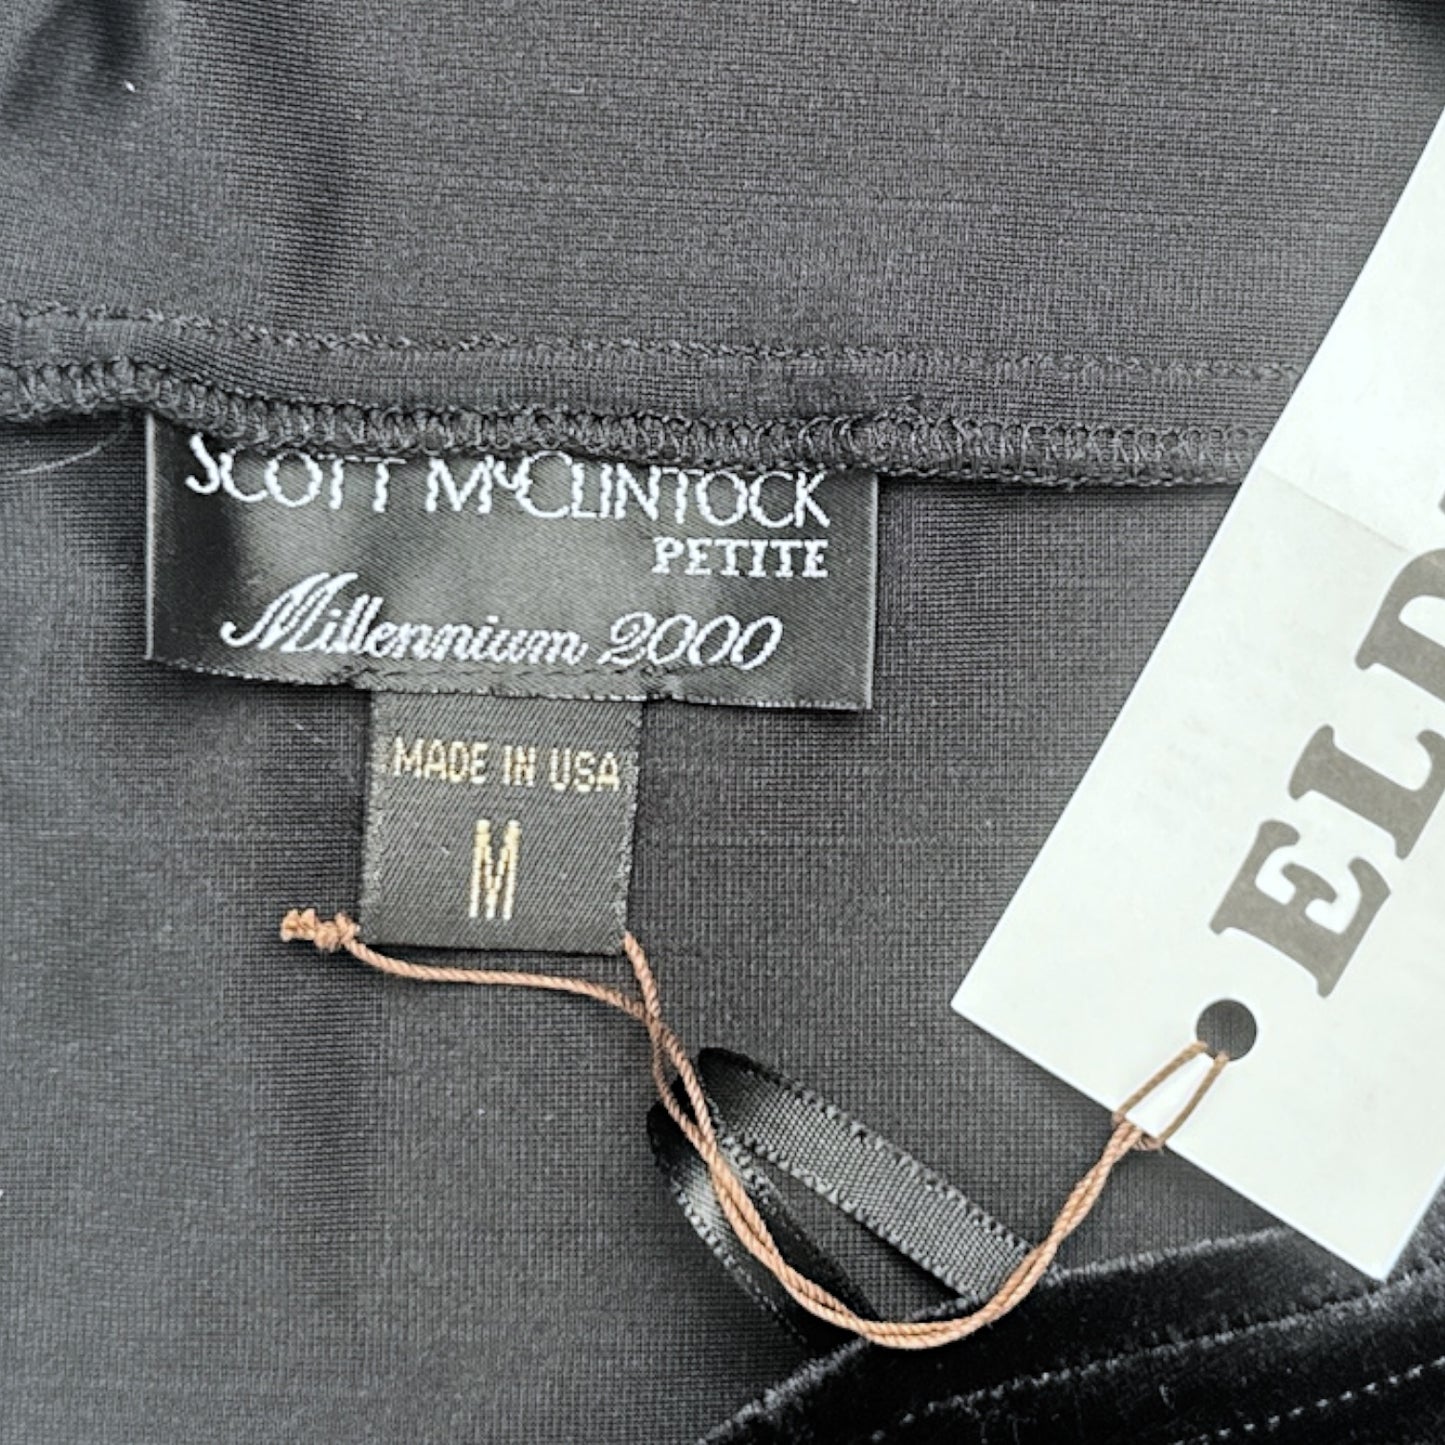 SCOTT McCLINTOCK
PETITE
Millennium 2000
MADE IN USA
M